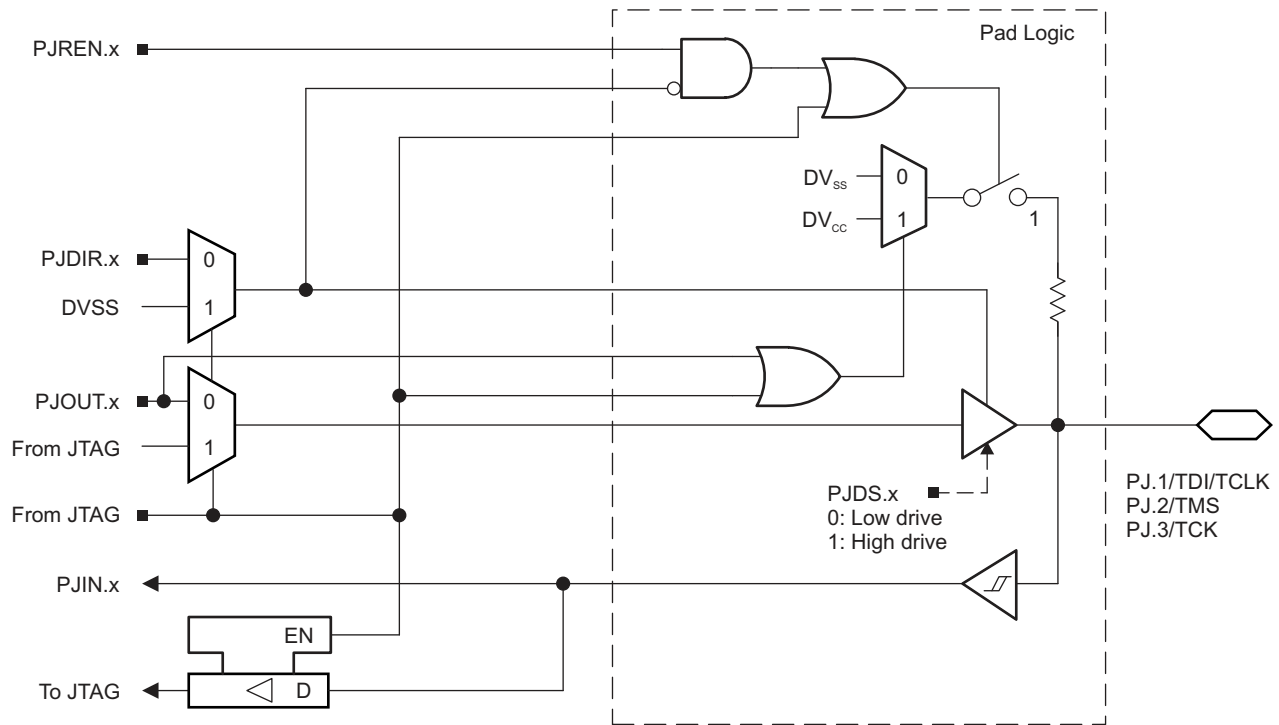 Pad Logic
PJREN.x
DVSS
0
DVCC
1
1
PJDIR.x
0
DVSS
1
PJOUT.x
0
From JTAG
1
From JTAG
PJDS.x
0: Low drive
1: High drive
PJ.1/TDI/TCLK
PJ.2/TMS
PJ.3/TCK
PJIN.x
EN
To JTAG
D